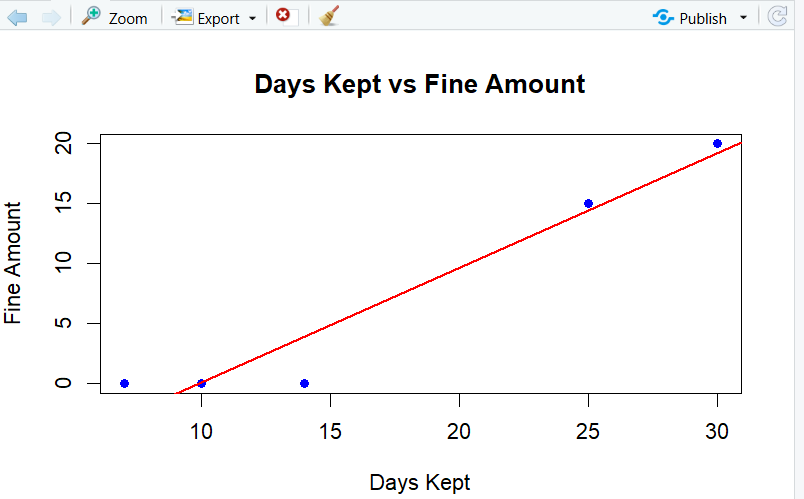 Zoom Export Publish
Days Kept vs Fine Amount
20
15
10
5
0
Fine Amount
10 15 20 25 30
Days Kept